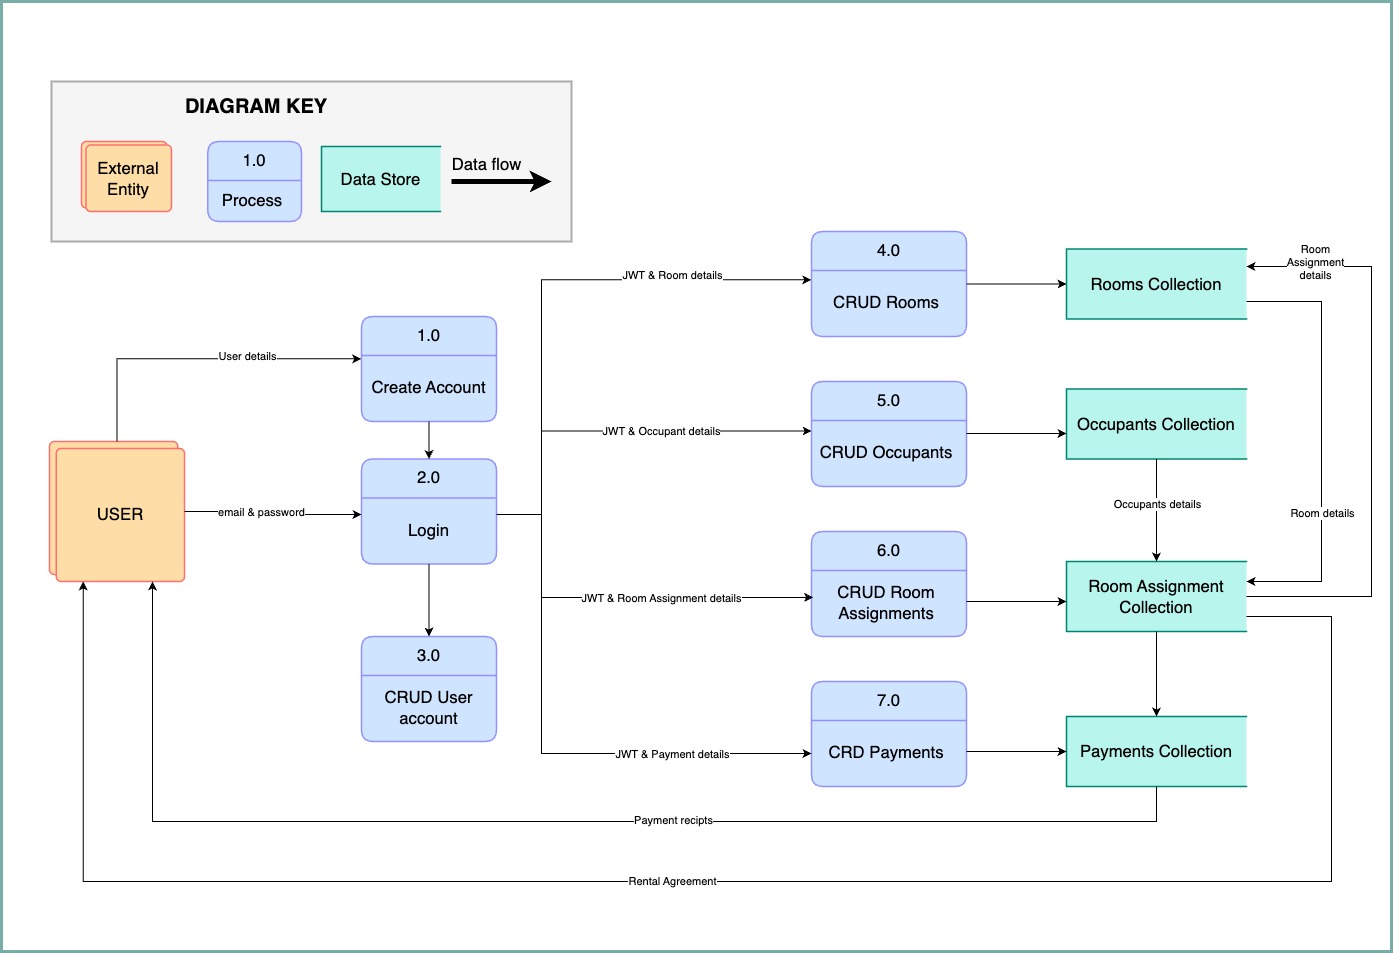 DIAGRAM KEY
External
Entity
1.0
Process
Data Store
Data flow
4.0
CRUD Rooms
JWT & Room details
Rooms Collection
Room
Assignment
details
1.0
Create Account
User details
5.0
CRUD Occupants
JWT & Occupant details
Occupants Collection
2.0
Login
USER
email & password
Occupants details
Room details
6.0
CRUD Room
Assignments
JWT & Room Assignment details
Room Assignment
Collection
3.0
CRUD User
account
7.0
CRD Payments
JWT & Payment details
Payments Collection
Payment recipts
Rental Agreement